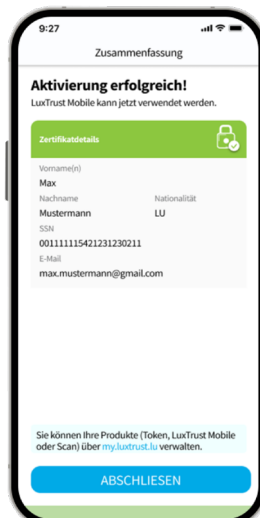 9:27
Zusammenfassung
Aktivierung erfolgreich!
LuxTrust Mobile kann jetzt verwendet werden.
Zertifikatdetails
Vorname(n)
Max
Nachname Nationalität
Mustermann LU
SSN
001111115421231230211
E-Mail
max.mustermann@gmail.com
Sie können Ihre Produkte (Token, LuxTrust Mobile
oder Scan) über my.luxtrust.lu verwalten.
ABSCHLIESEN